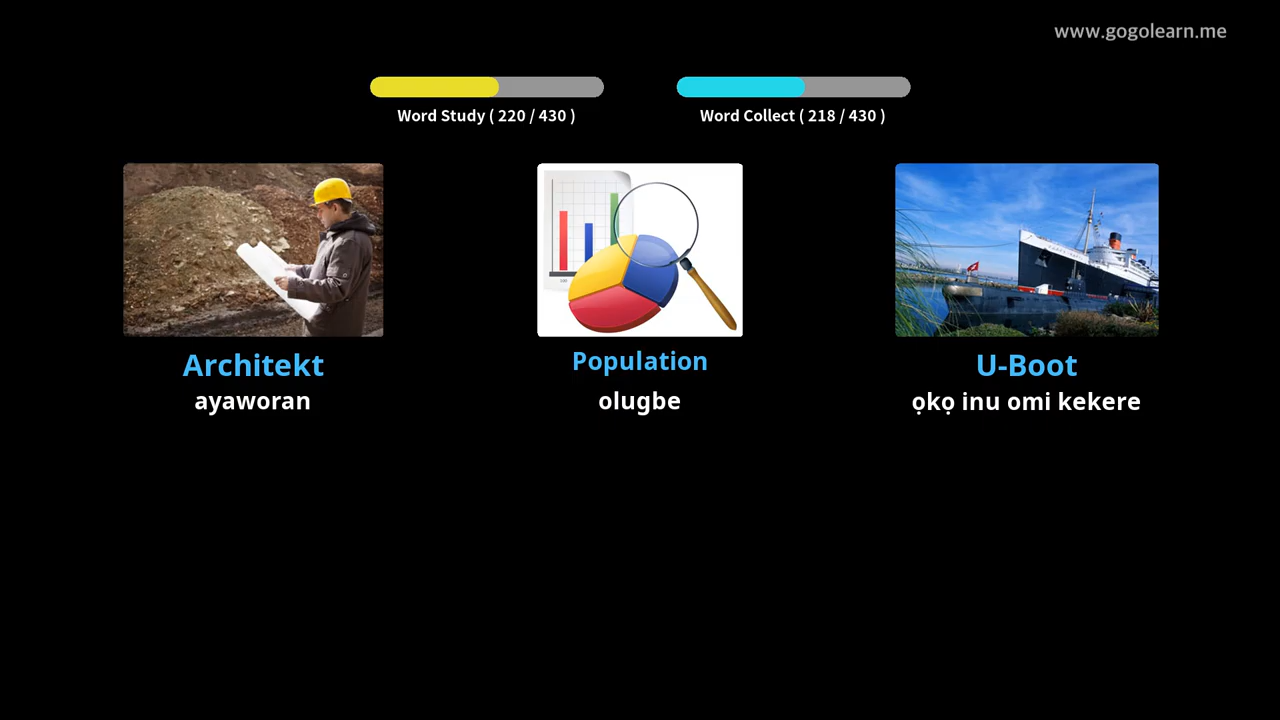 www.gogolearn.me
Word Study ( 220 / 430 )
Word Collect ( 218 / 430 )
Architekt
ayaworan
Population
olugbe
U-Boot
ọkọ inu omi kekere